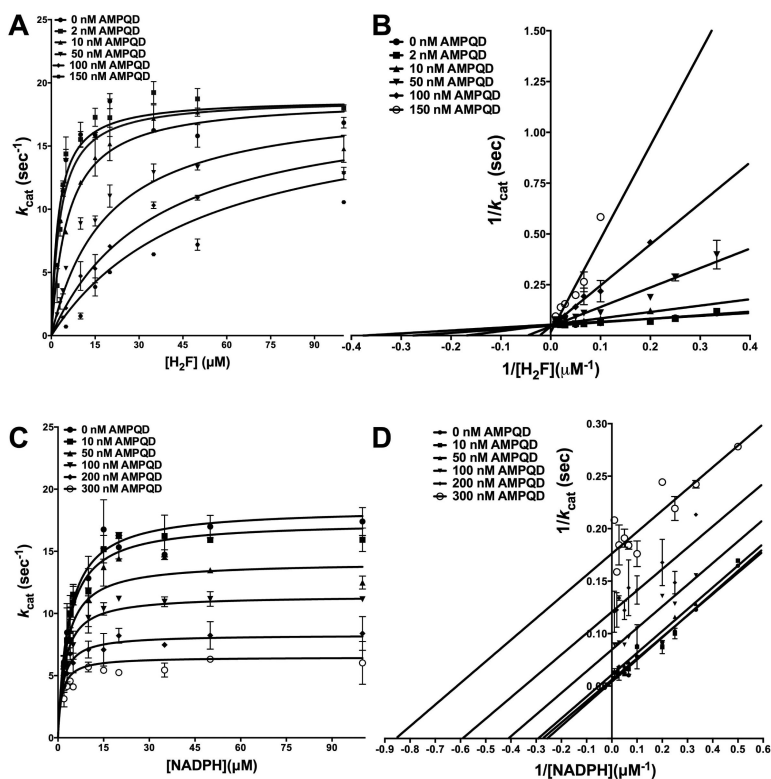 A
0 nM AMPQD
2 nM AMPQD
10 nM AMPQD
50 nM AMPQD
100 nM AMPQD
150 nM AMPQD
25
20
15
10
5
0
0 15 30 45 60 75 90
kcat (sec-1)
[H2F] (μM)
B
0 nM AMPQD
2 nM AMPQD
10 nM AMPQD
50 nM AMPQD
100 nM AMPQD
150 nM AMPQD
1.50
1.25
1.00
0.75
0.50
0.25
-0.4 -0.3 -0.2 -0.1 0.0 0.1 0.2 0.3 0.4
1/kcat (sec)
1/[H2F](μM-1)
C
0 nM AMPQD
10 nM AMPQD
50 nM AMPQD
100 nM AMPQD
200 nM AMPQD
300 nM AMPQD
25
20
15
10
5
0
0 15 30 45 60 75 90
kcat (sec-1)
[NADPH](μM)
D
0 nM AMPQD
10 nM AMPQD
50 nM AMPQD
100 nM AMPQD
200 nM AMPQD
300 nM AMPQD
0.30
0.25
0.20
0.15
0.10
0.05
-0.9 -0.8 -0.7 -0.6 -0.5 -0.4 -0.3 -0.2 -0.1 0.0 0.1 0.2 0.3 0.4 0.5 0.6
1/kcat (sec)
1/[NADPH](μM-1)